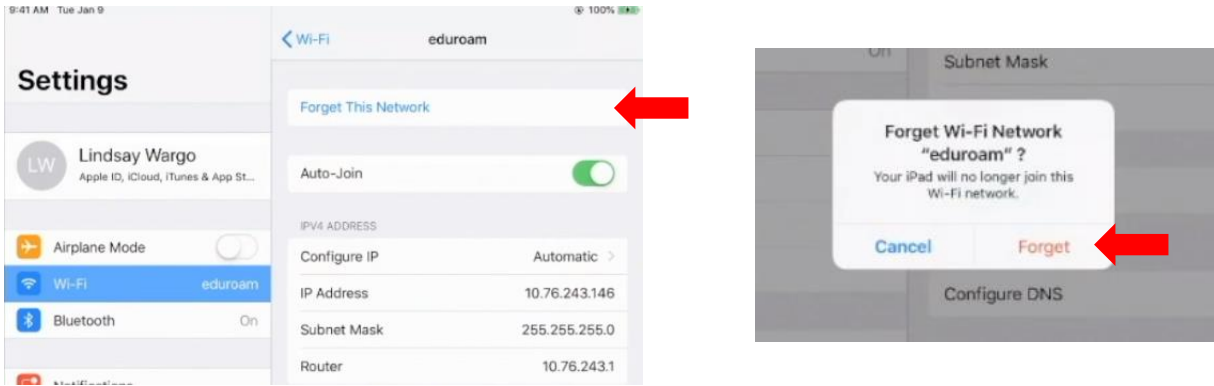 9:41 AM Tue Jan 9
100%
Settings
LW
Lindsay Wargo
Apple ID, iCloud, iTunes & App St...
Airplane Mode
Wi-Fi eduroam
Bluetooth On
Notifications
Wi-Fi eduroam
Forget This Network
Auto-Join
IPV4 ADDRESS
Configure IP Automatic
IP Address 10.76.243.146
Subnet Mask 255.255.255.0
Router 10.76.243.1
On
Subnet Mask
Forget Wi-Fi Network
“eduroam” ?
Your iPad will no longer join this
Wi-Fi network.
Cancel Forget
Configure DNS